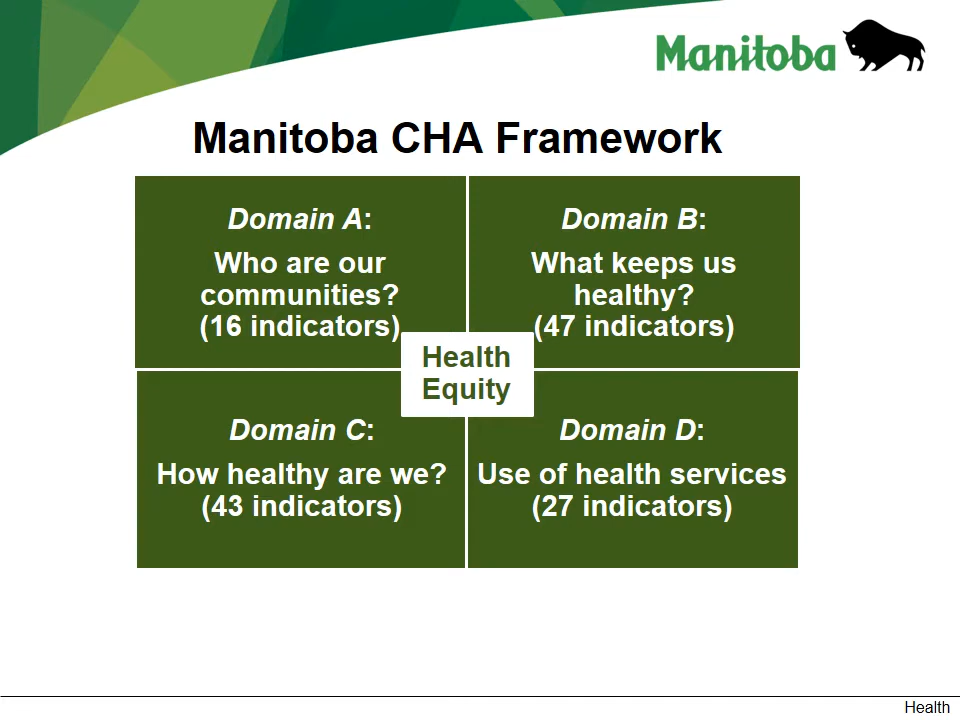 Manitoba
Manitoba CHA Framework
Domain A:
Who are our
communities?
(16 indicators)
Domain B:
What keeps us
healthy?
(47 indicators)
Health
Equity
Domain C:
How healthy are we?
(43 indicators)
Domain D:
Use of health services
(27 indicators)
Health